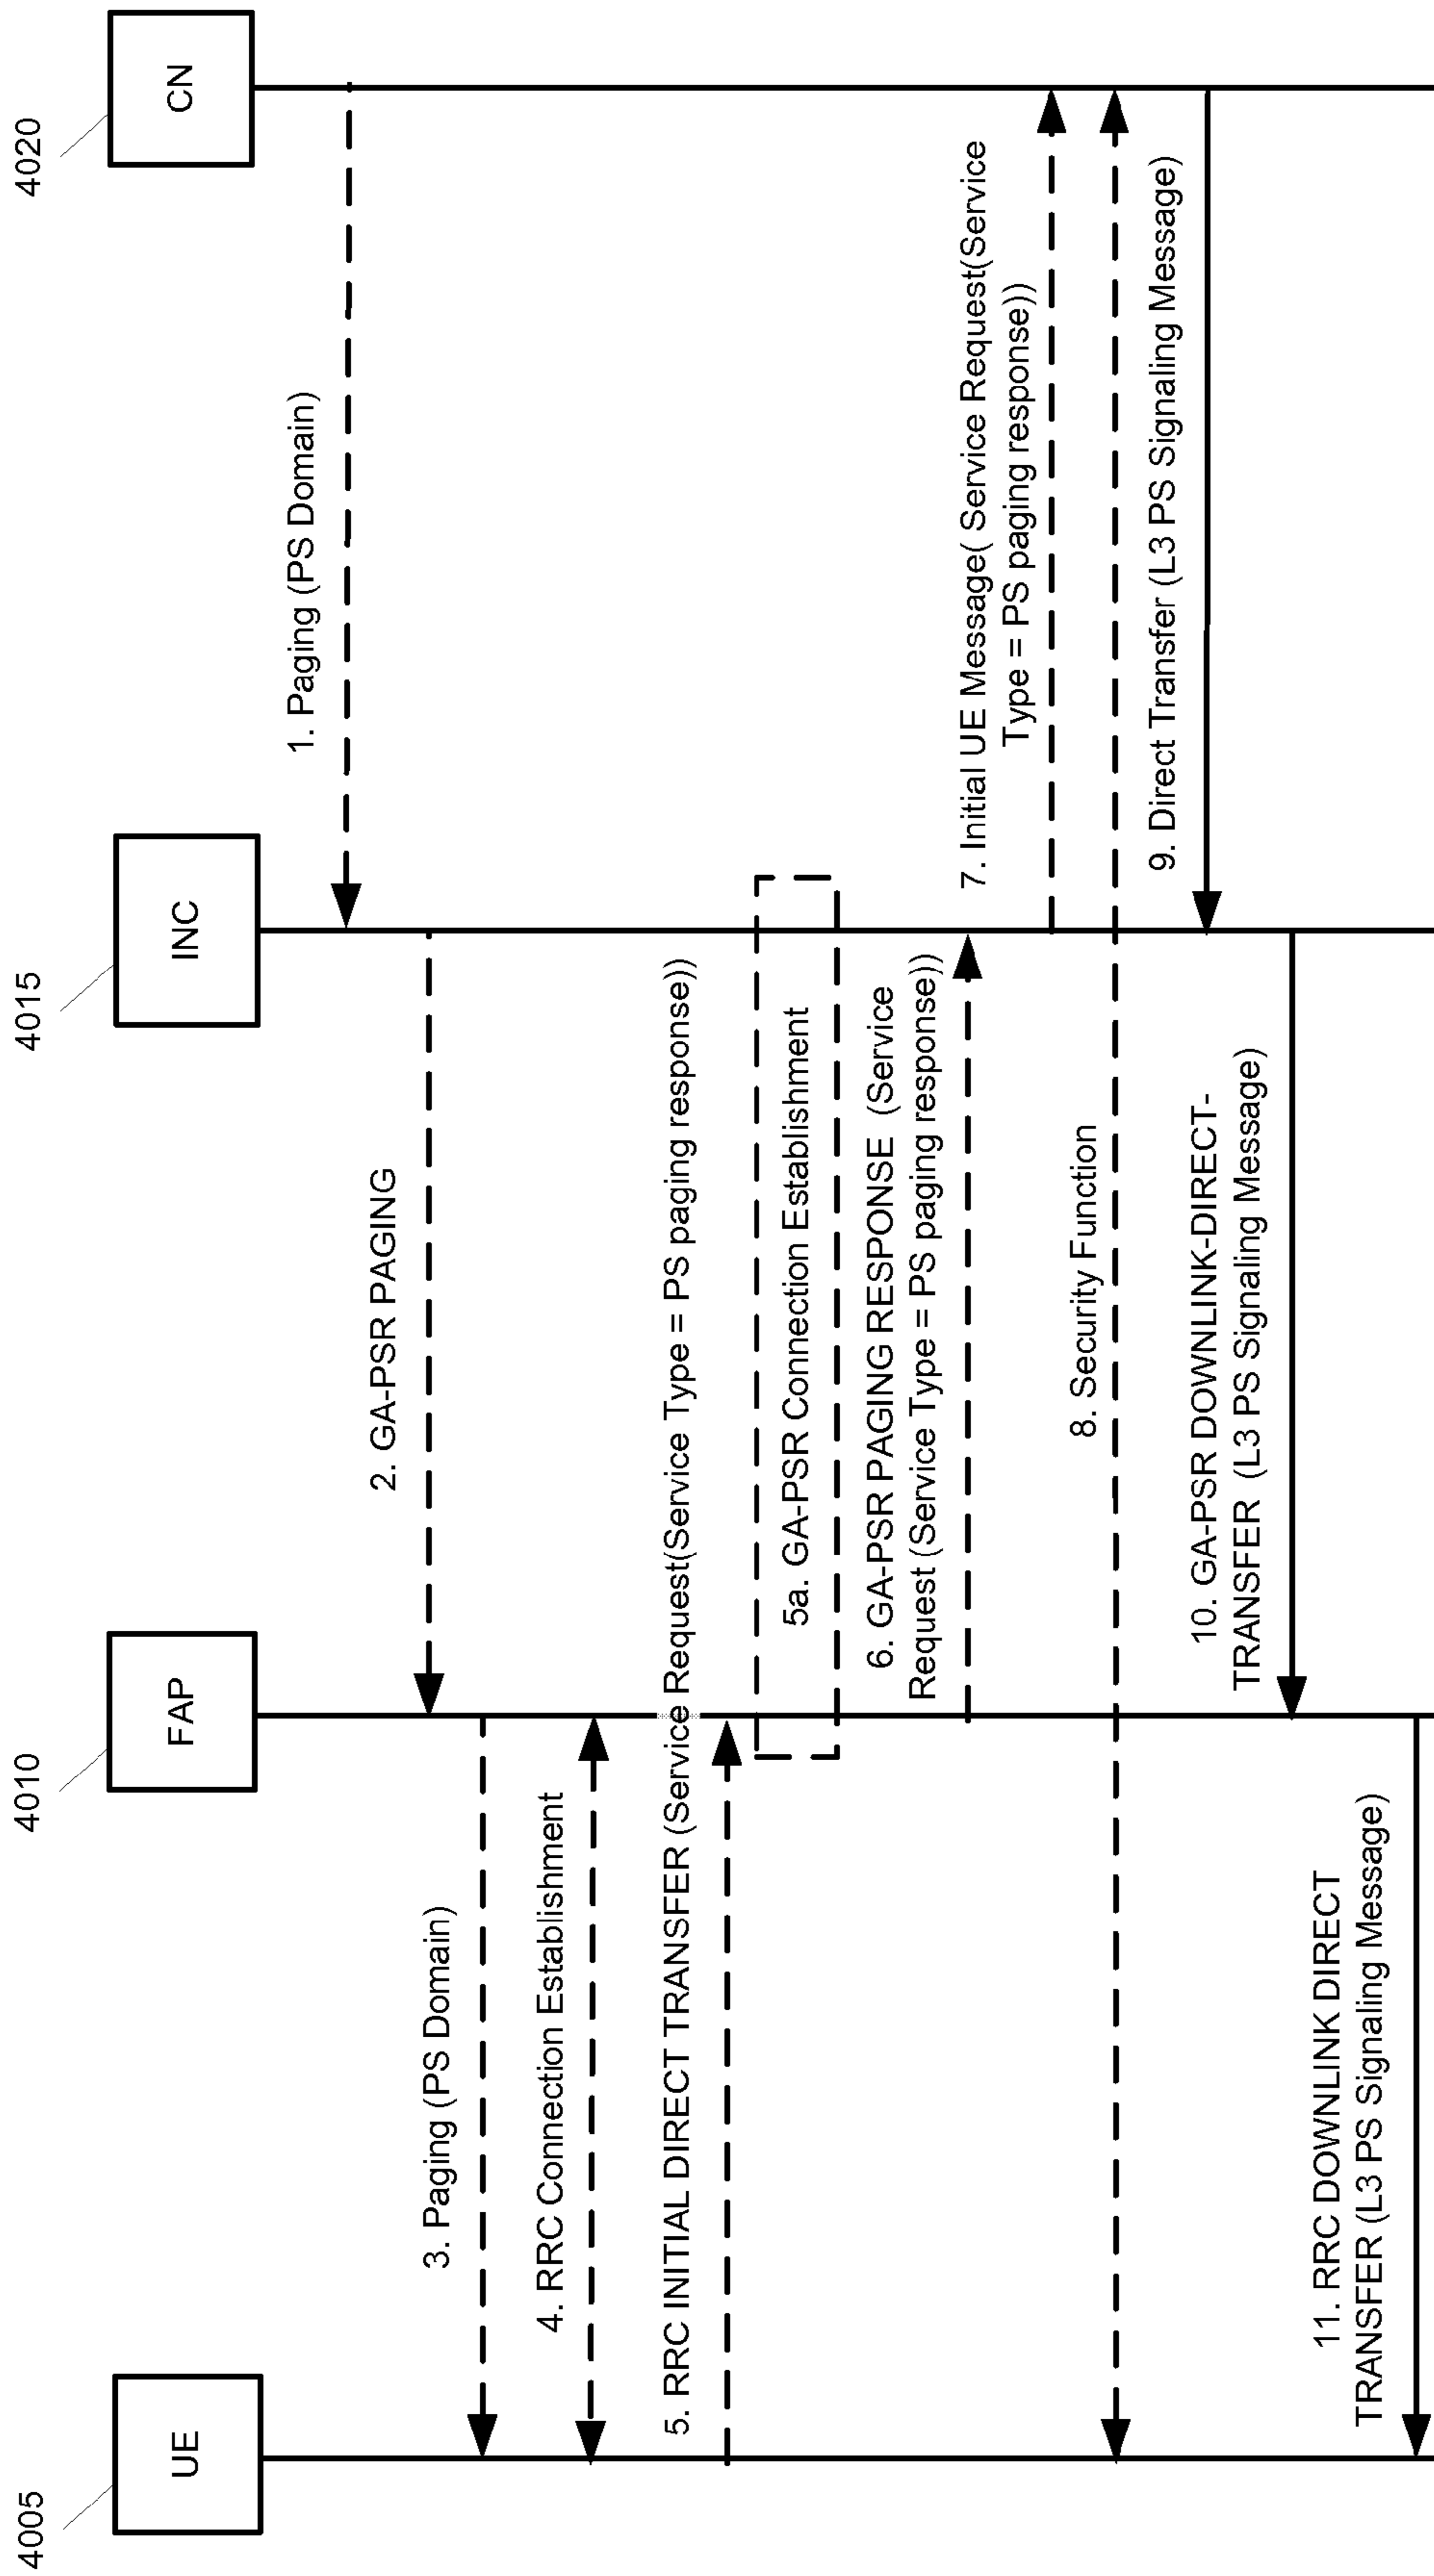 4005
4010
4015
4020
UE
FAP
INC
CN
1. Paging (PS Domain)
2. GA-PSR PAGING
3. Paging (PS Domain)
4. RRC Connection Establishment
5. RRC INITIAL DIRECT TRANSFER (Service Request(Service Type = PS paging response))
5a. GA-PSR Connection Establishment
6. GA-PSR PAGING RESPONSE (Service
Request (Service Type = PS paging response))
7. Initial UE Message( Service Request(Service
Type = PS paging response))
8. Security Function
9. Direct Transfer (L3 PS Signaling Message)
10. GA-PSR DOWNLINK-DIRECT-
TRANSFER (L3 PS Signaling Message)
11. RRC DOWNLINK DIRECT
TRANSFER (L3 PS Signaling Message)